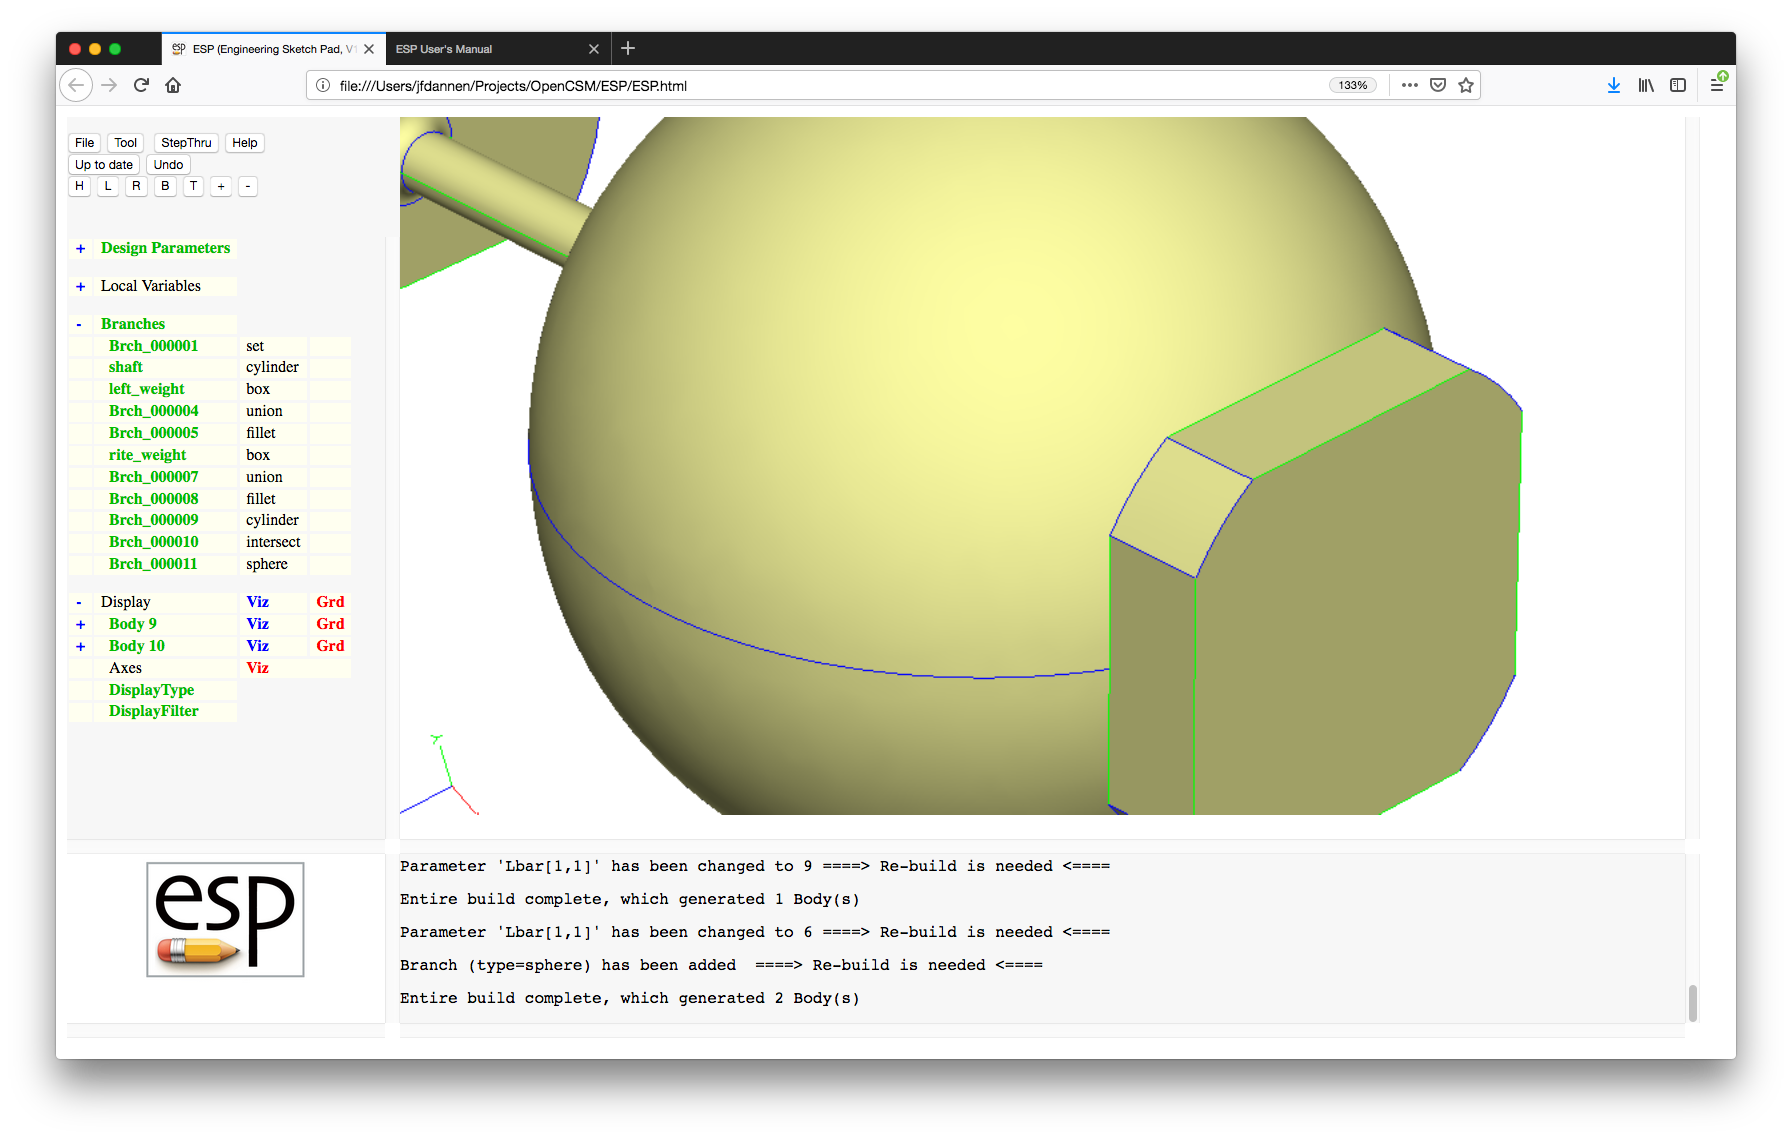 ESP (Engineering Sketch Pad, V1
ESP User's Manual
file:///Users/jfdannen/Projects/OpenCSM/ESP/ESP.html 133%
File Tool StepThru Help
Up to date Undo
H L R B T + -
+ Design Parameters
+ Local Variables
- Branches
Brch_000001 set
shaft cylinder
left_weight box
Brch_000004 union
Brch_000005 fillet
rite_weight box
Brch_000007 union
Brch_000008 fillet
Brch_000009 cylinder
Brch_000010 intersect
Brch_000011 sphere
- Display Viz Grd
+ Body 9 Viz Grd
+ Body 10 Viz Grd
Axes Viz
DisplayType
DisplayFilter
esp
Parameter 'Lbar[1,1]' has been changed to 9 ====> Re-build is needed <====
Entire build complete, which generated 1 Body(s)
Parameter 'Lbar[1,1]' has been changed to 6 ====> Re-build is needed <====
Branch (type=sphere) has been added  ====> Re-build is needed <====
Entire build complete, which generated 2 Body(s)